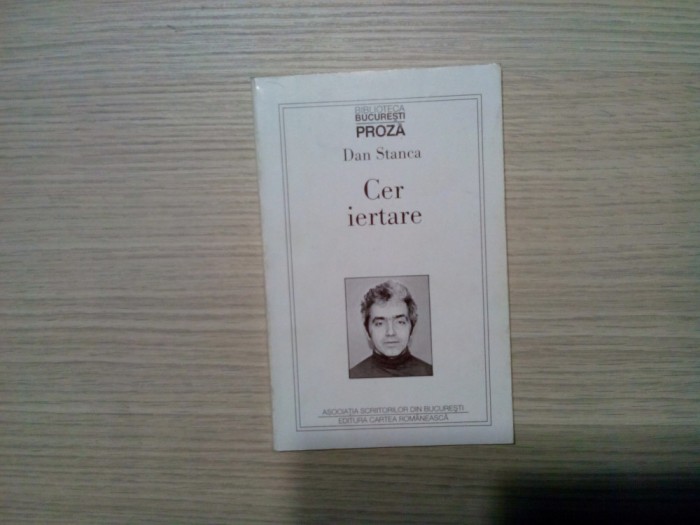 BIBLIOTECA
BUCUREȘTI
PROZĂ
Dan Stanca
Cer
iertare
ASOCIAȚIA SCRIITORILOR DIN BUCUREȘTI
EDITURA CARTEA ROMÂNEASCĂ